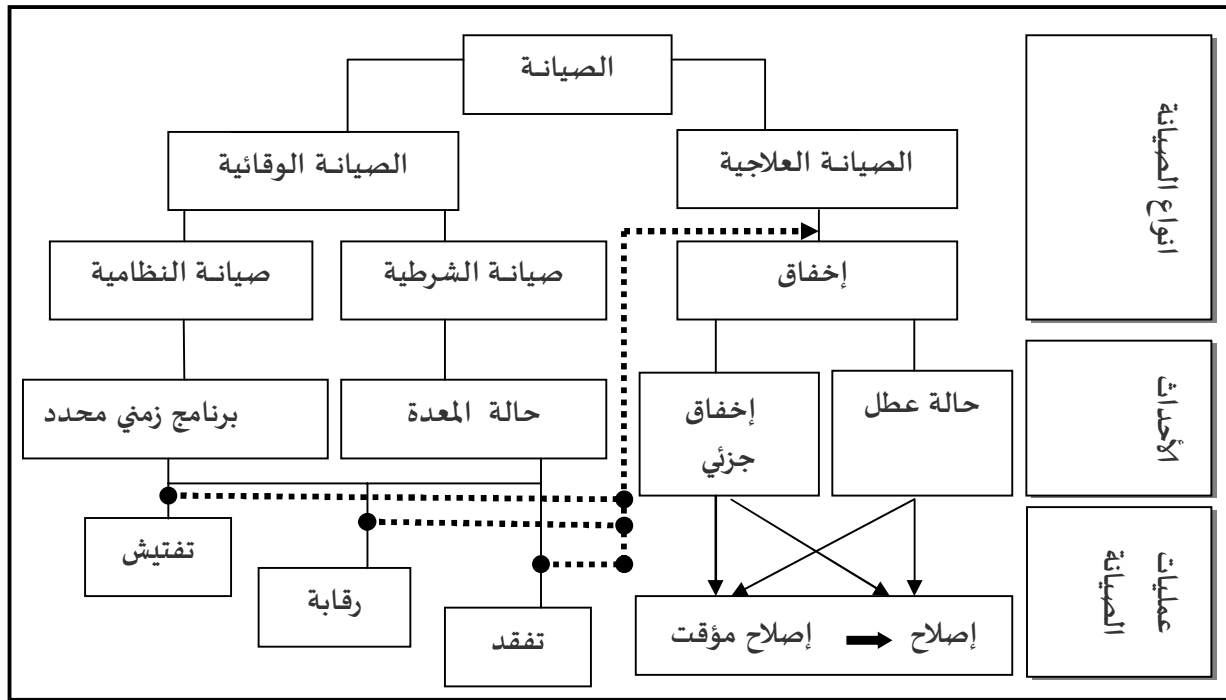 الصيانة
الصيانة العلاجية
الصيانة الوقائية
إخفاق
صيانة الشرطية
صيانة النظامية
حالة عطل
إخفاق
جزئي
حالة المعدة
برنامج زمني محدد
تفتيش
رقابة
تفقد
إصلاح
إصلاح مؤقت
انواع الصيانة
الأحداث
عمليات
الصيانة